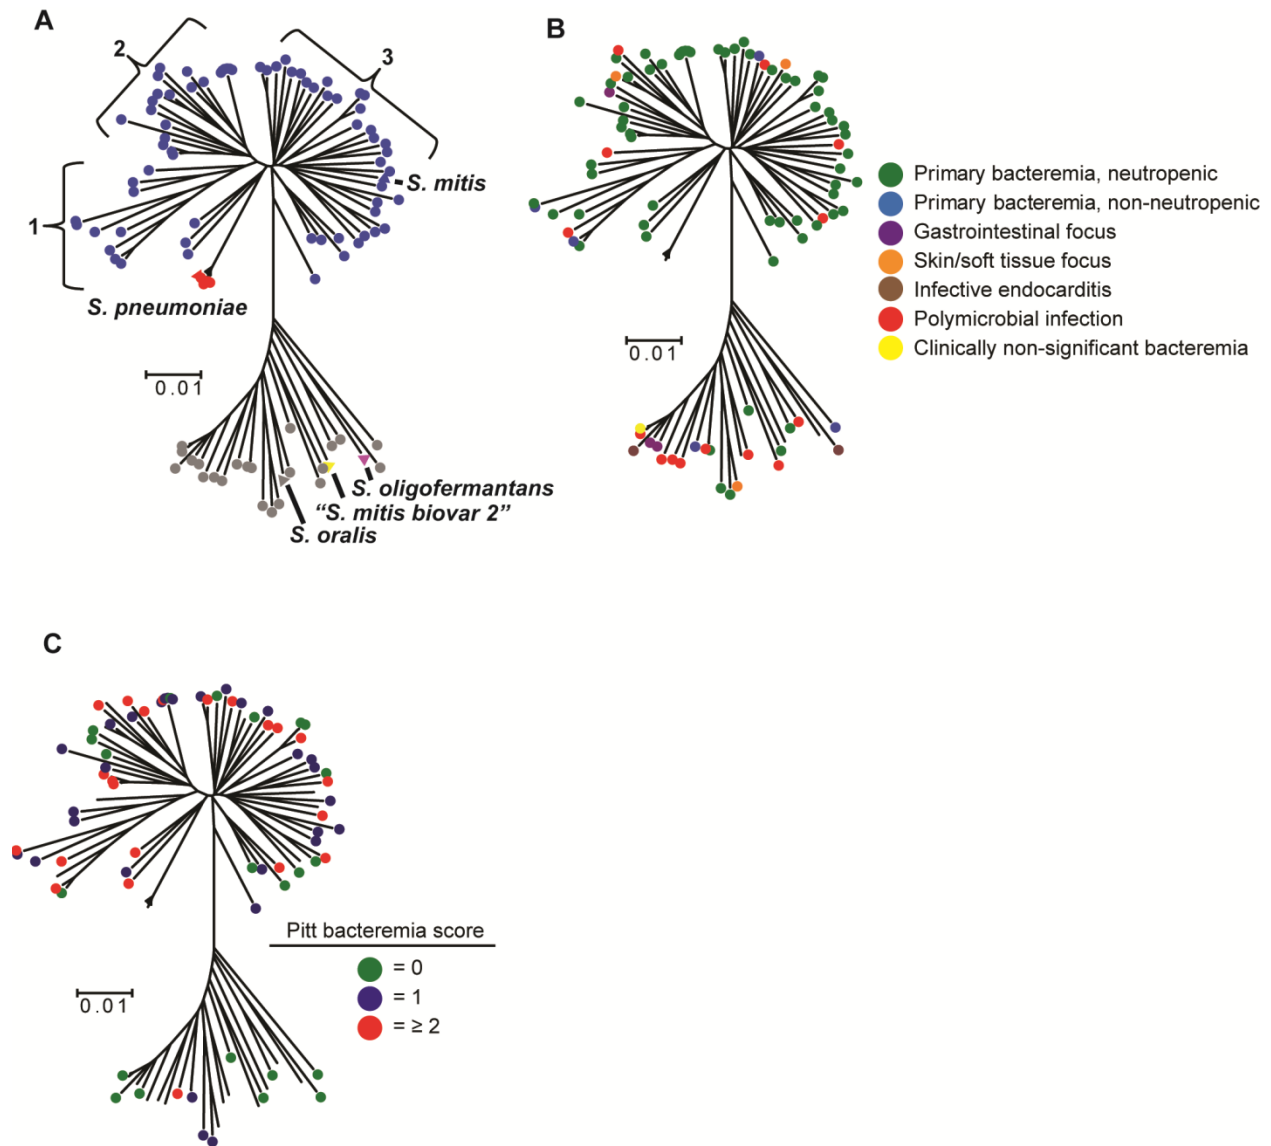 A
2
3
1
S. mitis
S. pneumoniae
0.01
S. oligofermantans
“S. mitis biovar 2”
S. oralis
B
Primary bacteremia, neutropenic
Primary bacteremia, non-neutropenic
Gastrointestinal focus
Skin/soft tissue focus
Infective endocarditis
Polymicrobial infection
Clinically non-significant bacteremia
0.01
C
Pitt bacteremia score
= 0
= 1
= ≥ 2
0.01